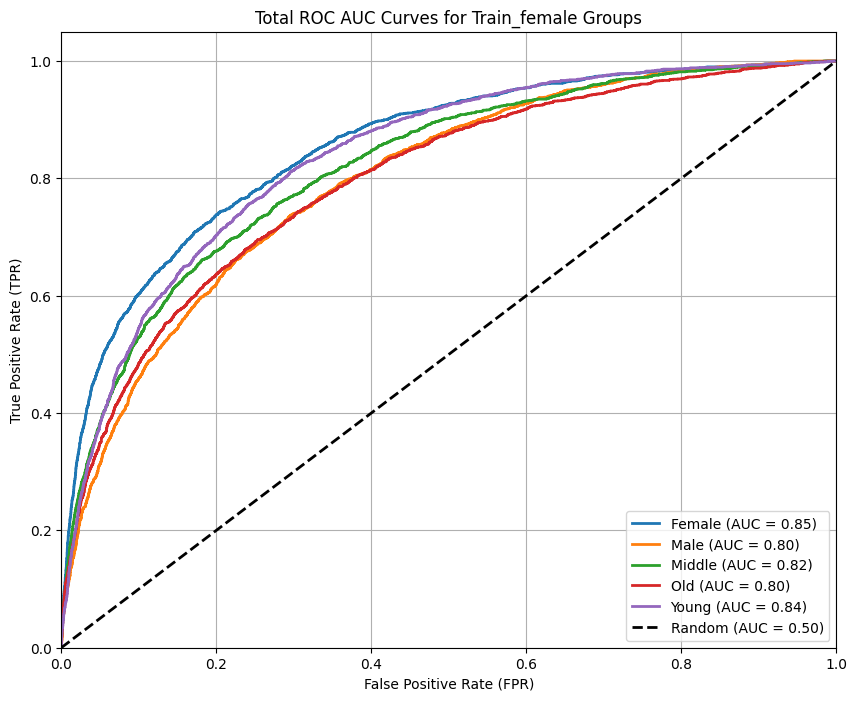 Total ROC AUC Curves for Train_female Groups
True Positive Rate (TPR)
1.0
0.8
0.6
0.4
0.2
0.0
Female (AUC = 0.85)
Male (AUC = 0.80)
Middle (AUC = 0.82)
Old (AUC = 0.80)
Young (AUC = 0.84)
Random (AUC = 0.50)
0.0 0.2 0.4 0.6 0.8 1.0
False Positive Rate (FPR)